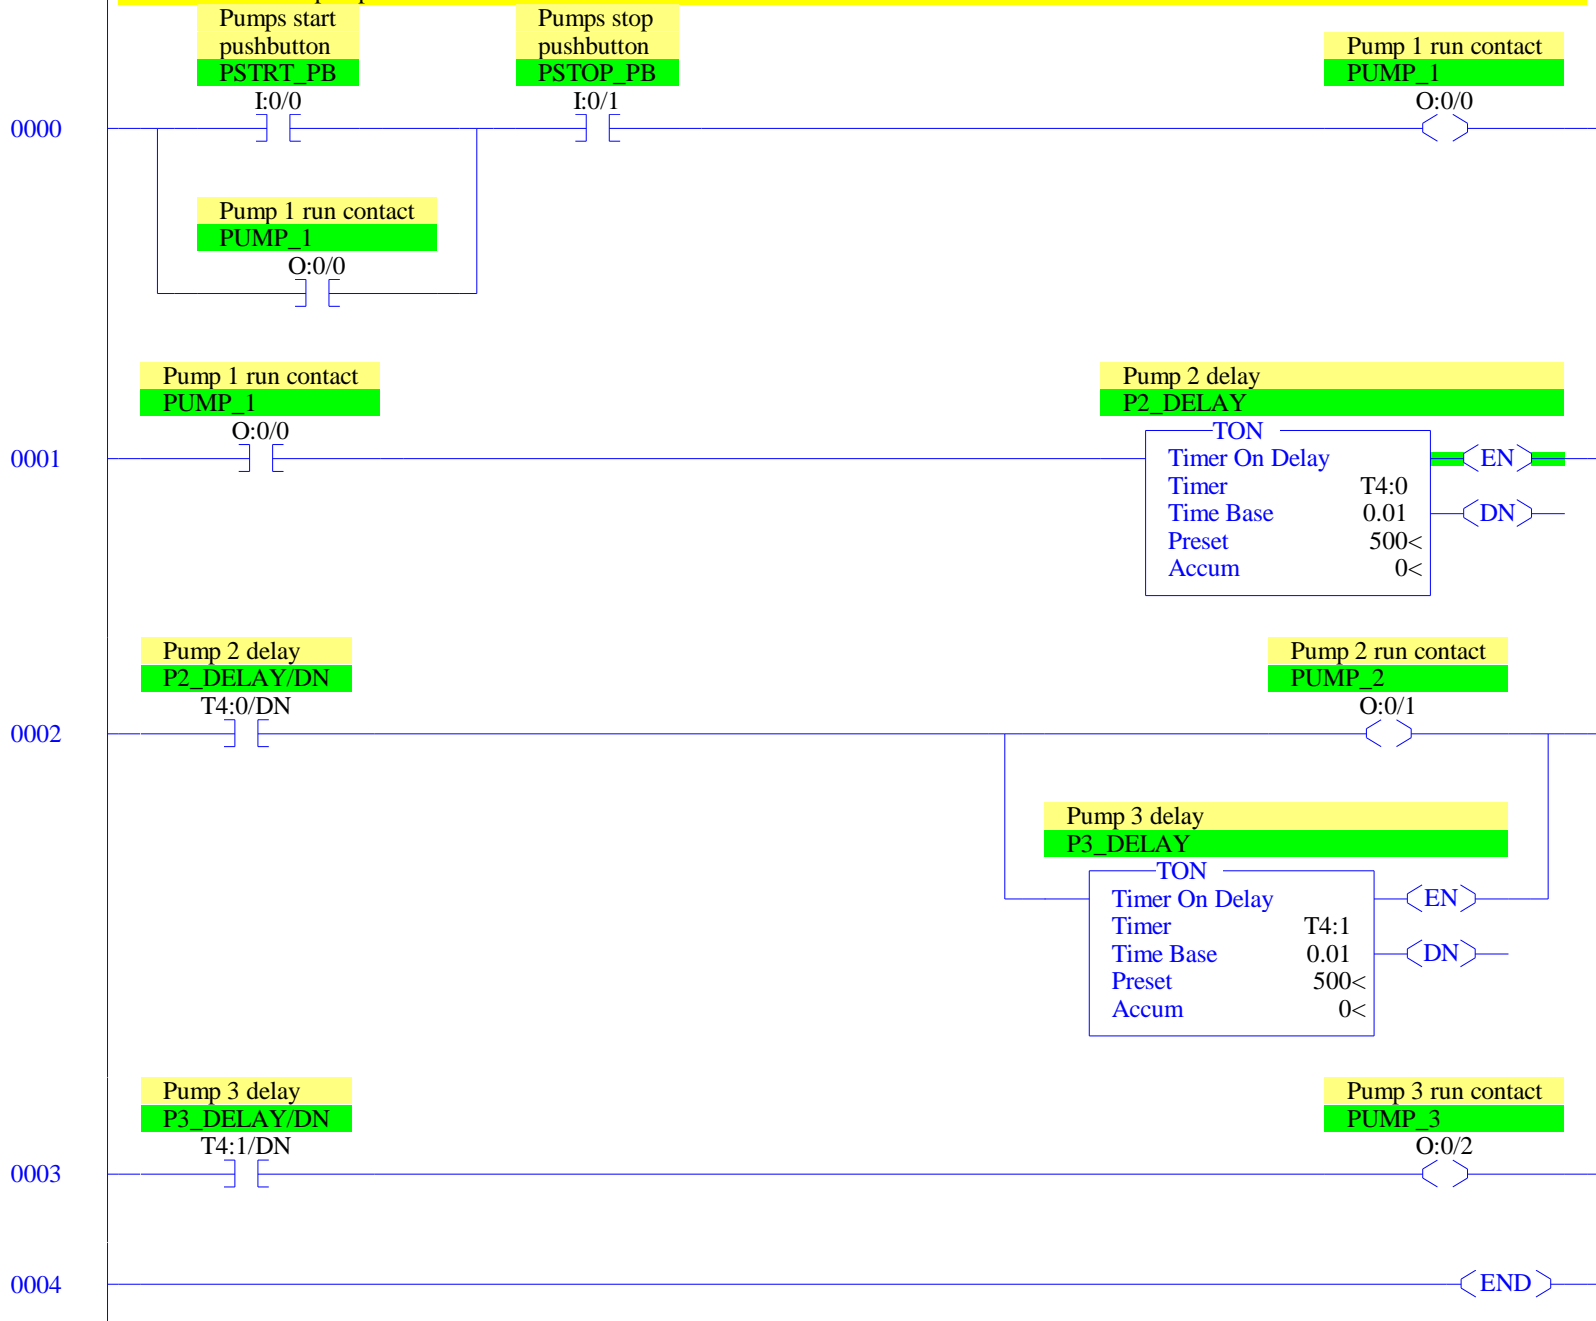 Pumps start
pushbutton
PSTRT_PB
I:0/0
Pumps stop
pushbutton
PSTOP_PB
I:0/1
Pump 1 run contact
PUMP_1
O:0/0
0000
Pump 1 run contact
PUMP_1
O:0/0
Pump 1 run contact
PUMP_1
O:0/0
0001
Pump 2 delay
P2_DELAY
TON
Timer On Delay
Timer T4:0
Time Base 0.01
Preset 500<
Accum 0<
EN
DN
Pump 2 delay
P2_DELAY/DN
T4:0/DN
0002
Pump 2 run contact
PUMP_2
O:0/1
Pump 3 delay
P3_DELAY
TON
Timer On Delay
Timer T4:1
Time Base 0.01
Preset 500<
Accum 0<
EN
DN
Pump 3 delay
P3_DELAY/DN
T4:1/DN
0003
Pump 3 run contact
PUMP_3
O:0/2
0004
END